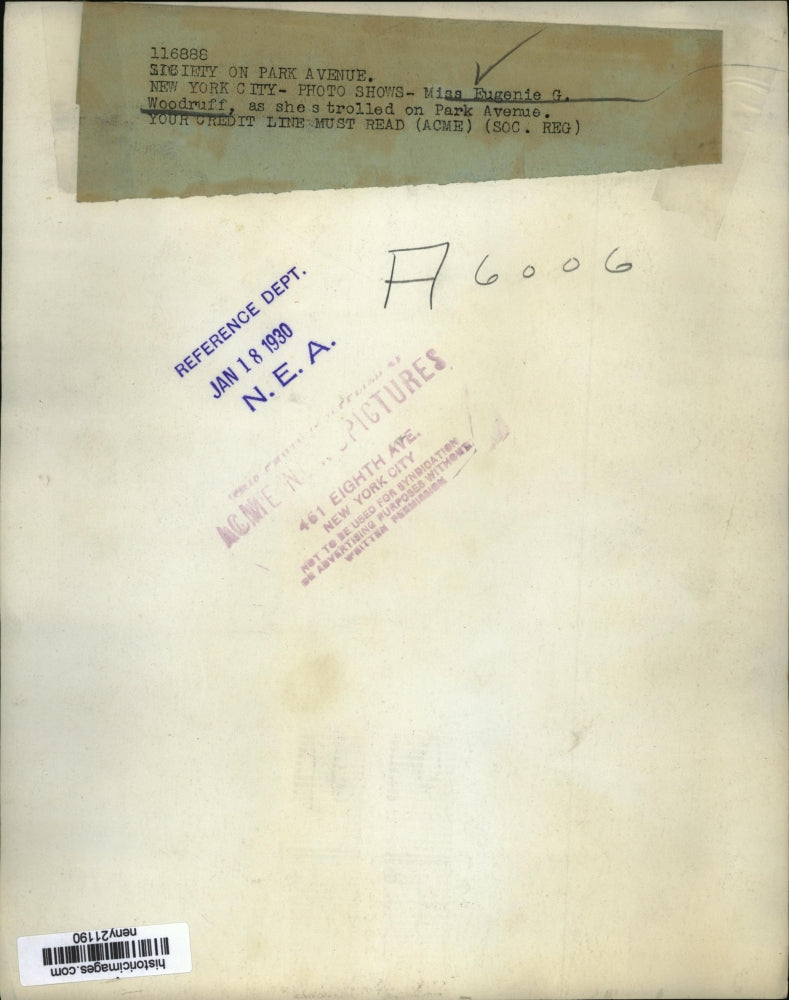 116888
SICIETY ON PARK AVENUE.
NEW YORK CITY- PHOTO SHOWS- Miss Eugenie G.
Woodruff, as she strolled on Park Avenue.
YOUR CREDIT LINE MUST READ (ACME) (SOC. REG)
A 6006
REFERENCE DEPT.
JAN 18 1930
N. E. A.
ACME PICTURES
461 EIGHTH AVE.
NEW YORK CITY
NOT TO BE USED FOR SYNDICATION
OR ADVERTISING PURPOSES WITHOUT
WRITTEN PERMISSION
neny21190
historicimages.com